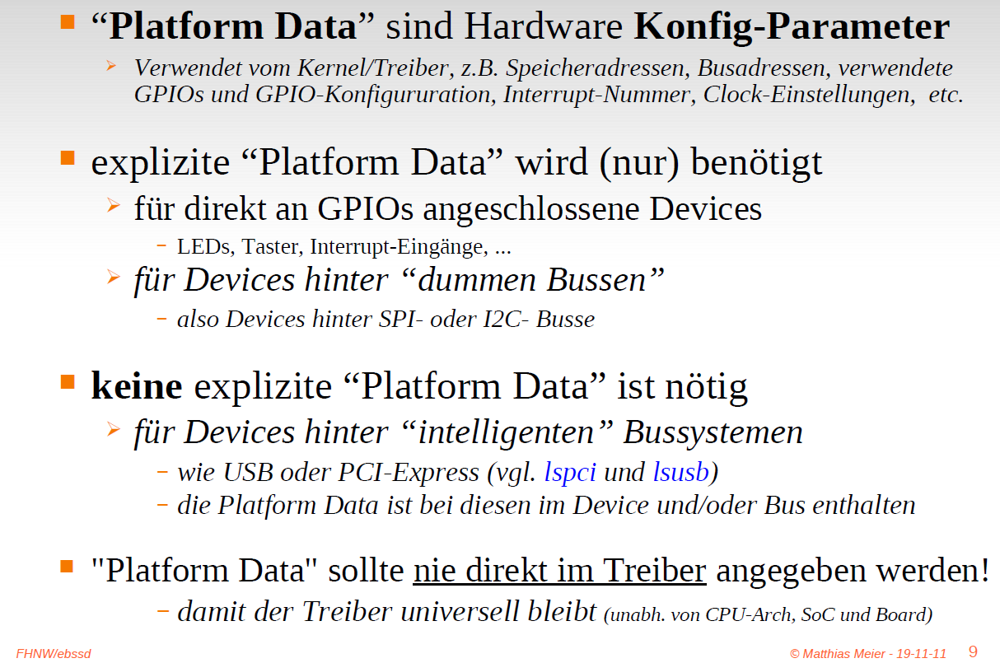 “Platform Data” sind Hardware Konfig-Parameter
Verwendet vom Kernel/Treiber, z.B. Speicheradressen, Busadressen, verwendete
GPIOs und GPIO-Konfigururation, Interrupt-Nummer, Clock-Einstellungen, etc.
explizite “Platform Data” wird (nur) benötigt
für direkt an GPIOs angeschlossene Devices
– LEDs, Taster, Interrupt-Eingänge, ...
für Devices hinter “dummen Bussen”
– also Devices hinter SPI- oder I2C- Busse
keine explizite “Platform Data” ist nötig
für Devices hinter “intelligenten” Bussystemen
– wie USB oder PCI-Express (vgl. lspci und lsusb)
– die Platform Data ist bei diesen im Device und/oder Bus enthalten
"Platform Data" sollte nie direkt im Treiber angegeben werden!
– damit der Treiber universell bleibt (unabh. von CPU-Arch, SoC und Board)
FHNW/ebssd © Matthias Meier - 19-11-11 9